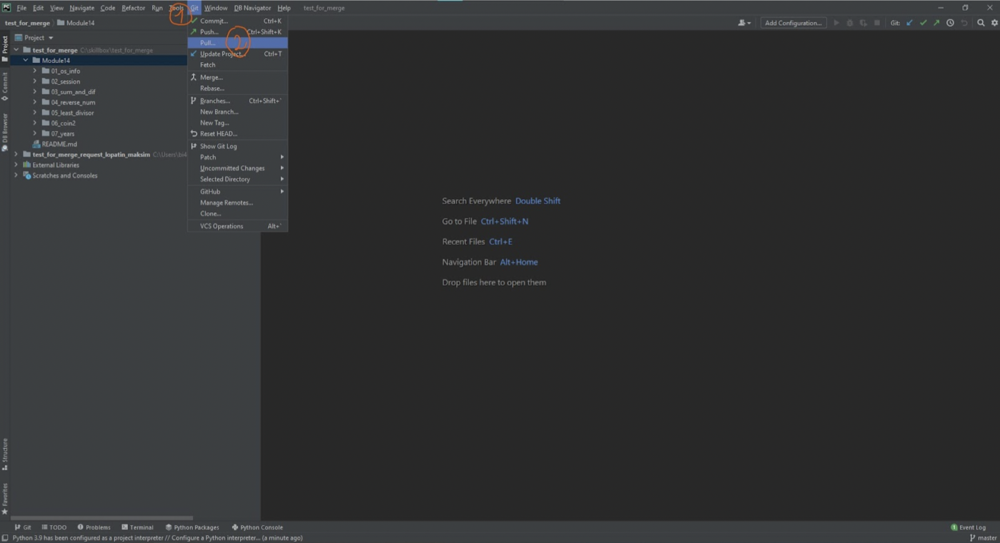 PC File Edit View Navigate Code Refactor Run Tools Git Window DB Navigator Help test_for_merge
1
test_for_merge Module14
Add Configuration... Git:
Project
test_for_merge C:\skillbox\test_for_merge
Module14
01_os_info
02_session
03_sum_and_dif
04_reverse_num
05_least_divisor
06_coin2
07_years
README.md
test_for_merge_request_lopatin_maksim C:\Users\bi4
External Libraries
Scratches and Consoles
Commit... Ctrl+K
Push... Ctrl+Shift+K
Pull...
2
Update Project... Ctrl+T
Fetch
Merge...
Rebase...
Branches... Ctrl+Shift+`
New Branch...
New Tag...
Reset HEAD...
Show Git Log
Patch
Uncommitted Changes
Selected Directory
GitHub
Manage Remotes...
Clone...
VCS Operations Alt+`
Search Everywhere Double Shift
Go to File Ctrl+Shift+N
Recent Files Ctrl+E
Navigation Bar Alt+Home
Drop files here to open them
Project
Commit
DB Browser
Structure
Favorites
Git TODO Problems Terminal Python Packages Python Console 1 Event Log
Python 3.9 has been configured as a project interpreter // Configure a Python interpreter... (a minute ago) master